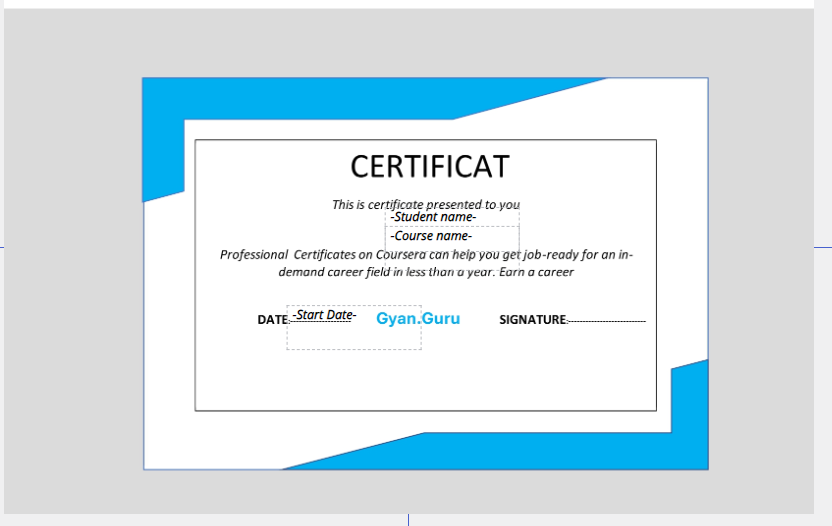 CERTIFICAT
This is certificate presented to you
-Student name-
-Course name-
Professional Certificates on Coursera can help you get job-ready for an in-
demand career field in less than a year. Earn a career
DATE:-Start Date- Gyan.Guru SIGNATURE:------------------------